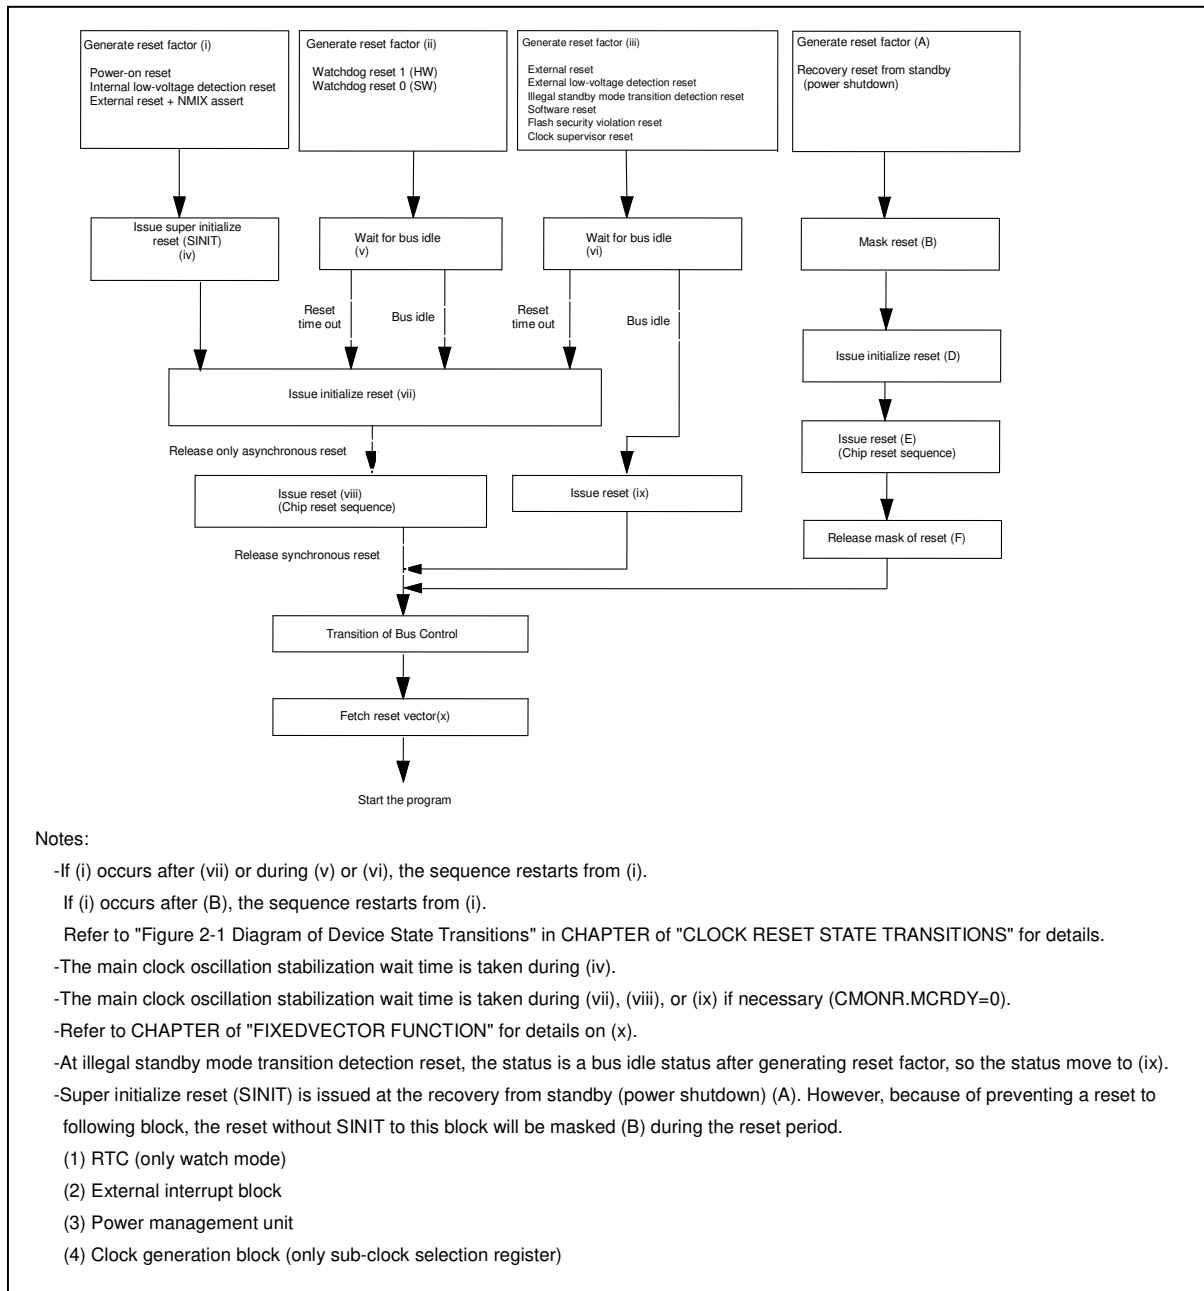 Generate reset factor (i)
Power-on reset
Internal low-voltage detection reset
External reset + NMIX assert
Generate reset factor (ii)
Watchdog reset 1 (HW)
Watchdog reset 0 (SW)
Generate reset factor (iii)
External reset
External low-voltage detection reset
Illegal standby mode transition detection reset
Software reset
Flash security violation reset
Clock supervisor reset
Generate reset factor (A)
Recovery reset from standby
(power shutdown)
Issue super initialize
reset (SINIT)
(iv)
Wait for bus idle
(v)
Wait for bus idle
(vi)
Mask reset (B)
Reset
time out
Bus idle
Reset
time out
Bus idle
Issue initialize reset (D)
Issue initialize reset (vii)
Release only asynchronous reset
Issue reset (E)
(Chip reset sequence)
Issue reset (viii)
(Chip reset sequence)
Issue reset (ix)
Release mask of reset (F)
Release synchronous reset
Transition of Bus Control
Fetch reset vector(x)
Start the program
Notes:
-If (i) occurs after (vii) or during (v) or (vi), the sequence restarts from (i).
If (i) occurs after (B), the sequence restarts from (i).
Refer to "Figure 2-1 Diagram of Device State Transitions" in CHAPTER of "CLOCK RESET STATE TRANSITIONS" for details.
-The main clock oscillation stabilization wait time is taken during (iv).
-The main clock oscillation stabilization wait time is taken during (vii), (viii), or (ix) if necessary (CMONR.MCRDY=0).
-Refer to CHAPTER of "FIXEDVECTOR FUNCTION" for details on (x).
-At illegal standby mode transition detection reset, the status is a bus idle status after generating reset factor, so the status move to (ix).
-Super initialize reset (SINIT) is issued at the recovery from standby (power shutdown) (A). However, because of preventing a reset to
following block, the reset without SINIT to this block will be masked (B) during the reset period.
(1) RTC (only watch mode)
(2) External interrupt block
(3) Power management unit
(4) Clock generation block (only sub-clock selection register)